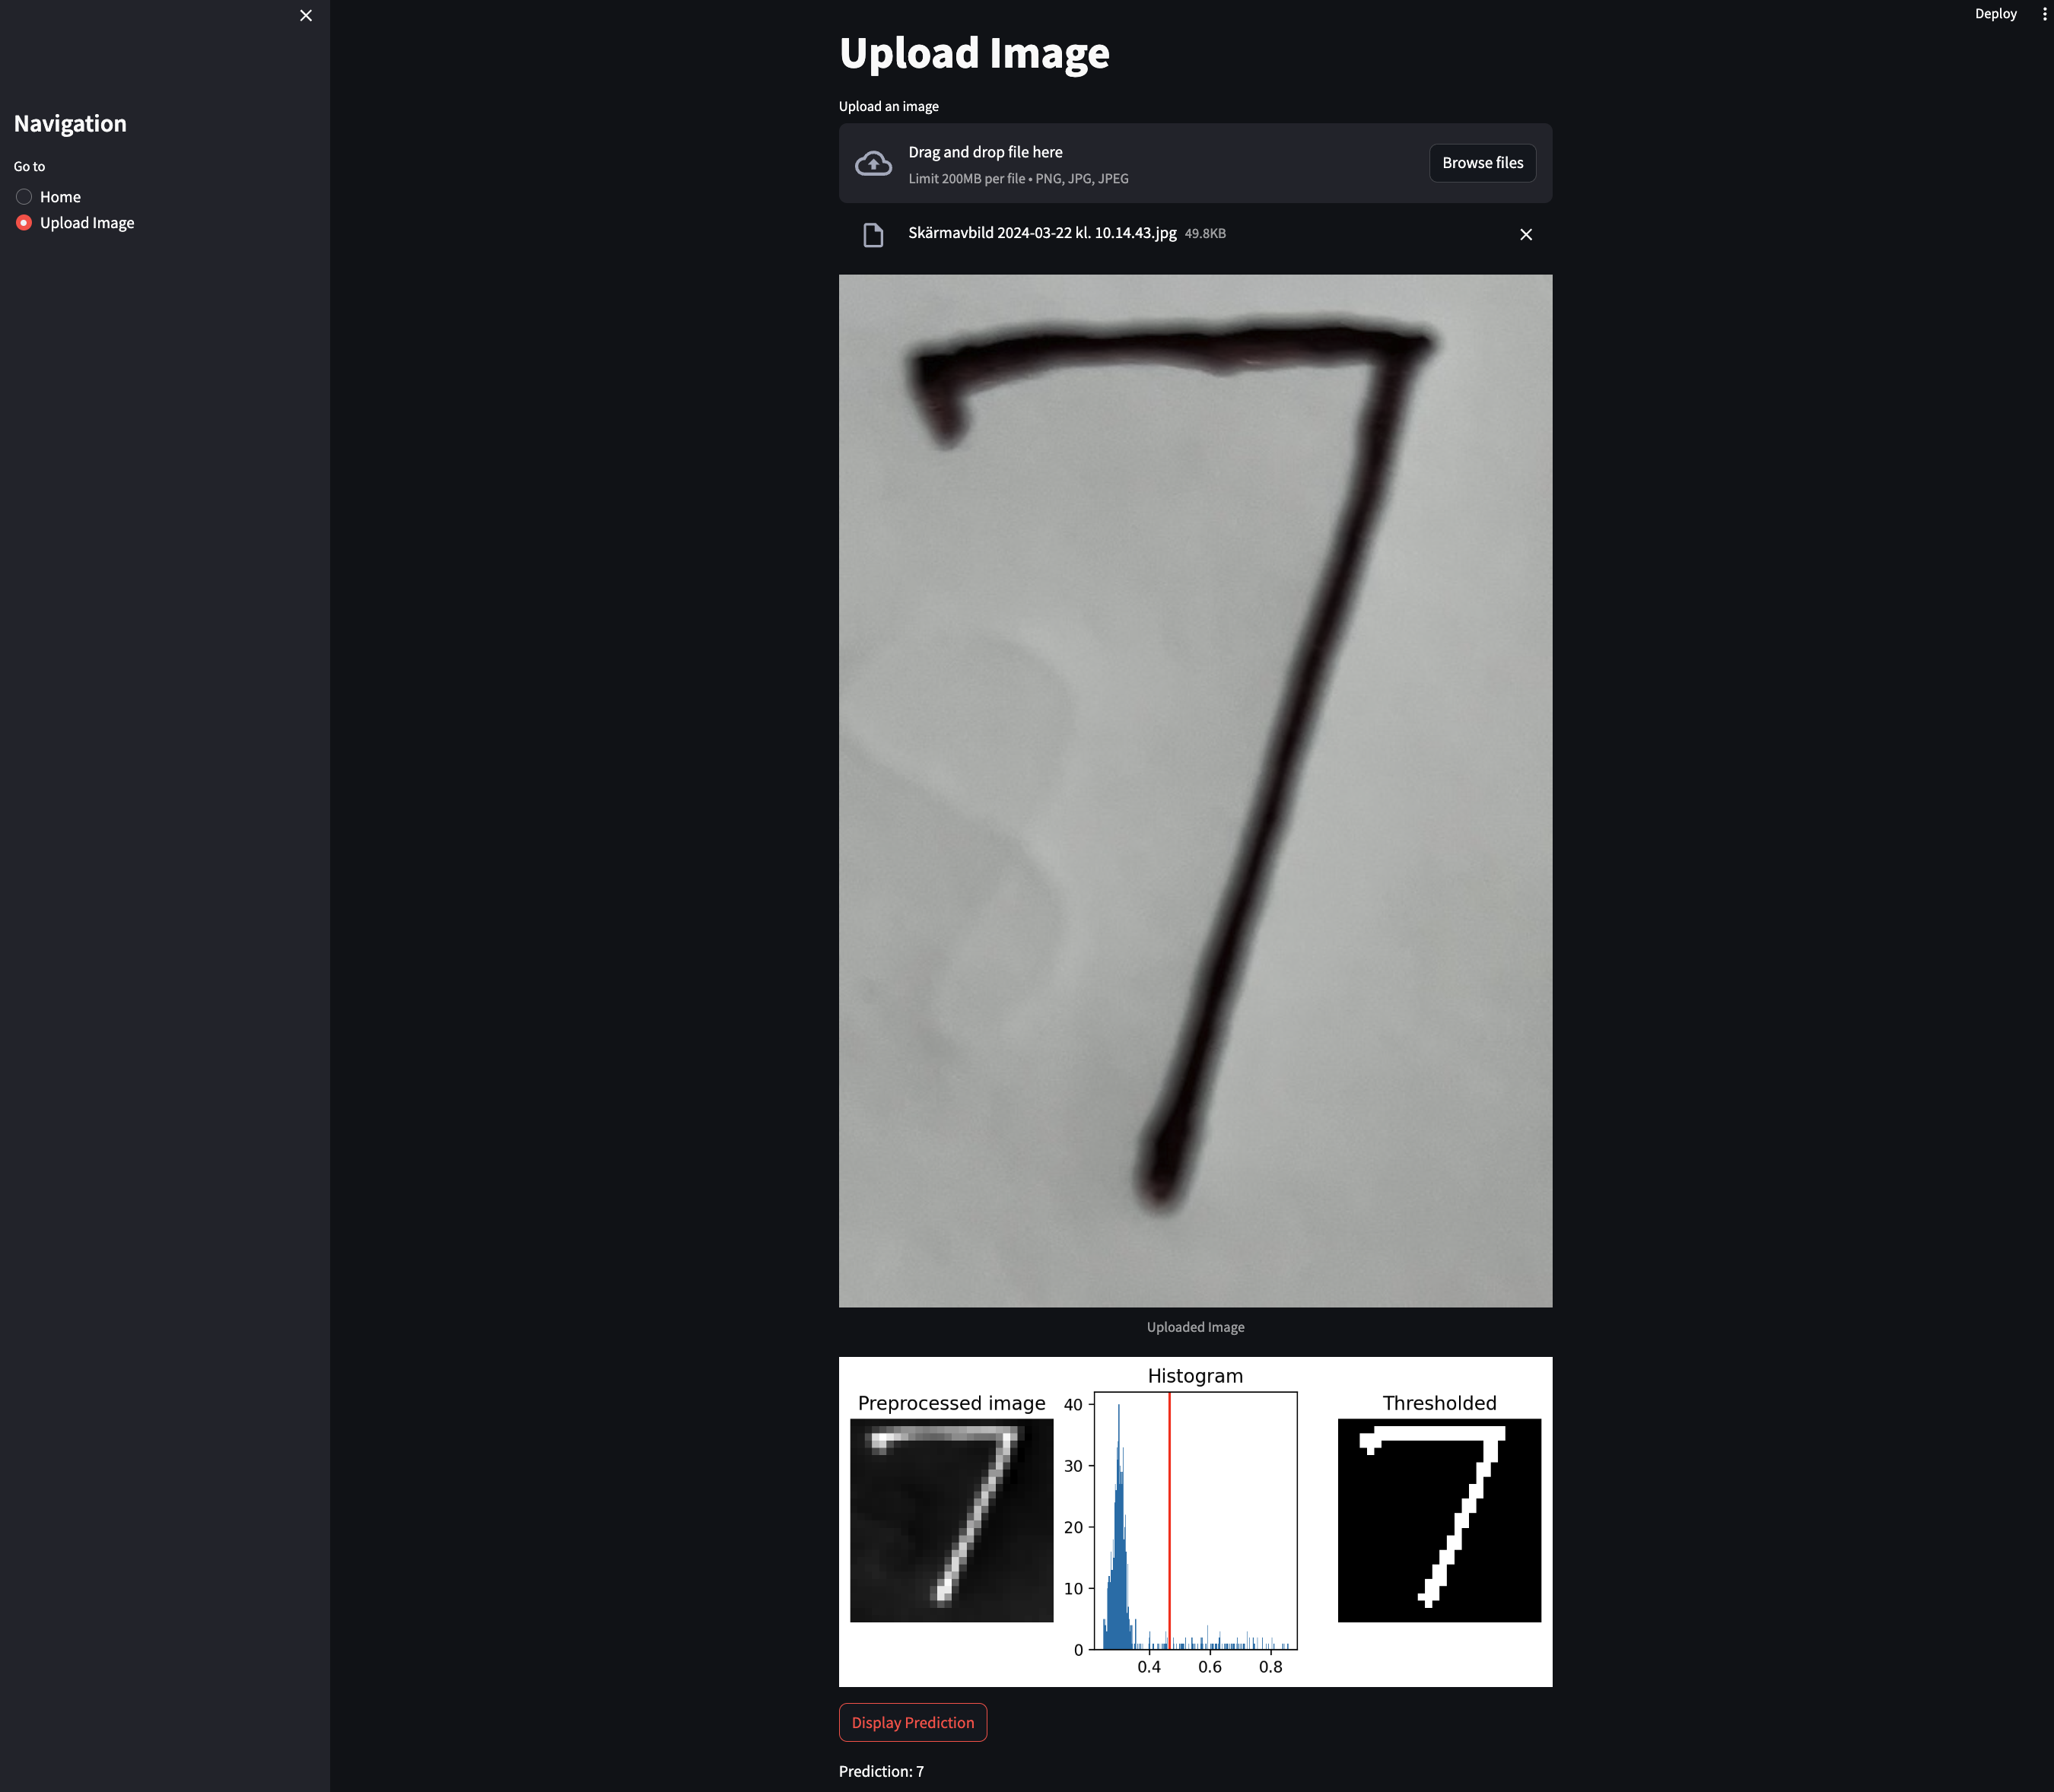 Deploy
Navigation
Go to
Home
Upload Image
Upload Image
Upload an image
Drag and drop file here
Limit 200MB per file • PNG, JPG, JPEG
Browse files
Skärmavbild 2024-03-22 kl. 10.14.43.jpg 49.8KB
7
Uploaded Image
Preprocessed image
7
Histogram
40
30
20
10
0
0.4 0.6 0.8
Thresholded
7
Display Prediction
Prediction: 7